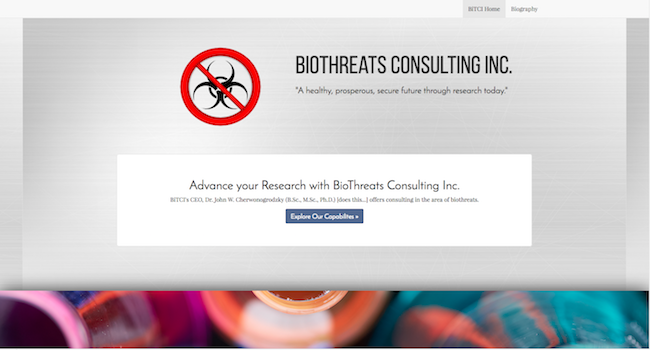 BiTCI Home Biography
BIOTHREATS CONSULTING INC.
"A healthy, prosperous, secure future through research today."
Advance your Research with BioThreats Consulting Inc.
BiTCI's CEO, Dr. John W. Cherwonogrodzky (B.Sc., M.Sc., Ph.D.) [does this...] offers consulting in the area of biothreats.
Explore Our Capabilites »